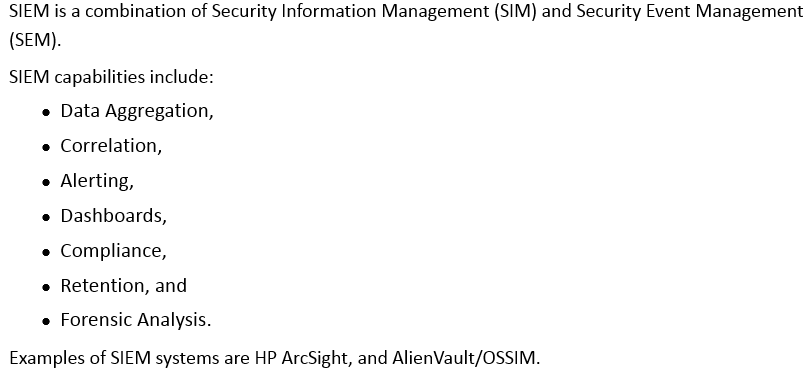 SIEM is a combination of Security Information Management (SIM) and Security Event Management
(SEM).
SIEM capabilities include:
• Data Aggregation,
• Correlation,
• Alerting,
• Dashboards,
• Compliance,
• Retention, and
• Forensic Analysis.
Examples of SIEM systems are HP ArcSight, and AlienVault/OSSIM.